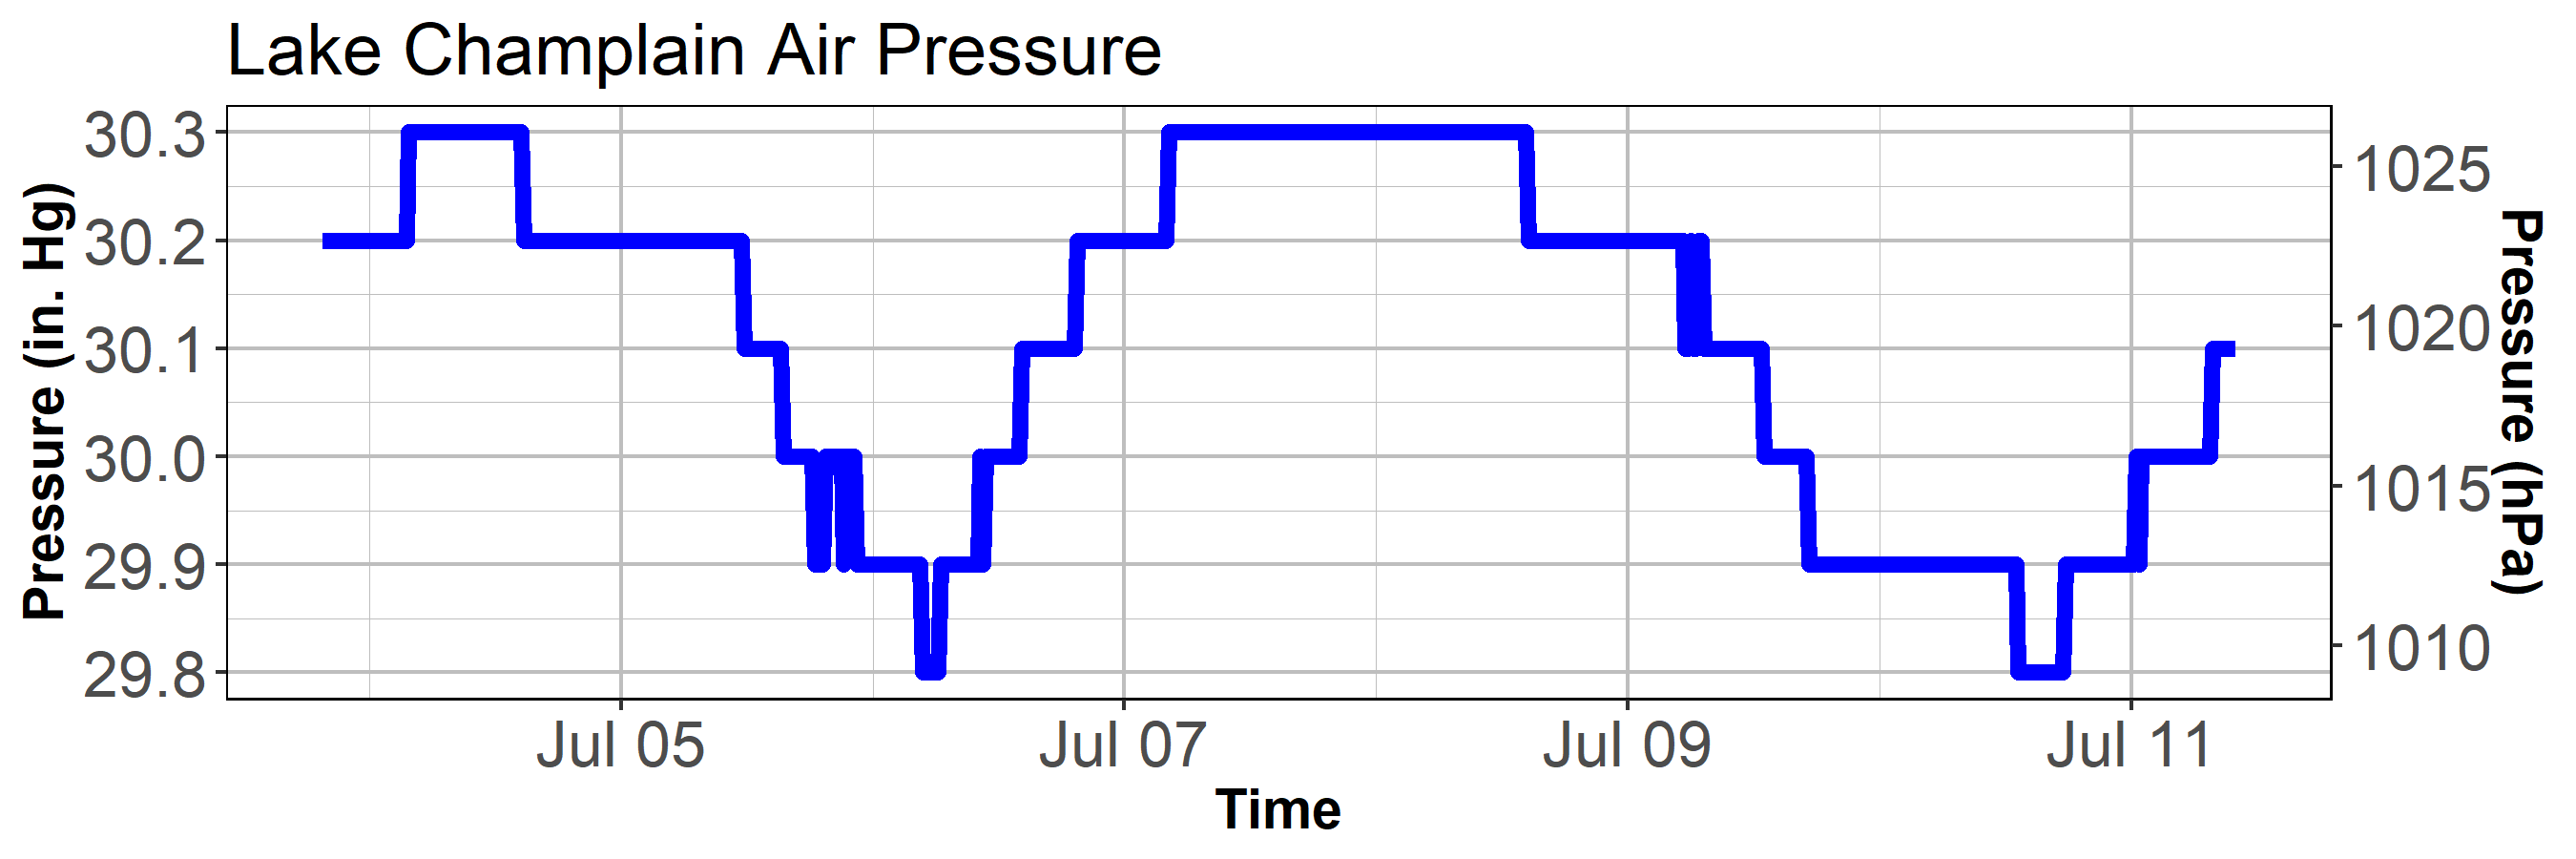 Lake Champlain Air Pressure
Pressure (in. Hg)
30.3
30.2
30.1
30.0
29.9
29.8
1025
1020
1015
1010
Pressure (hPa)
Jul 05 Jul 07 Jul 09 Jul 11
Time